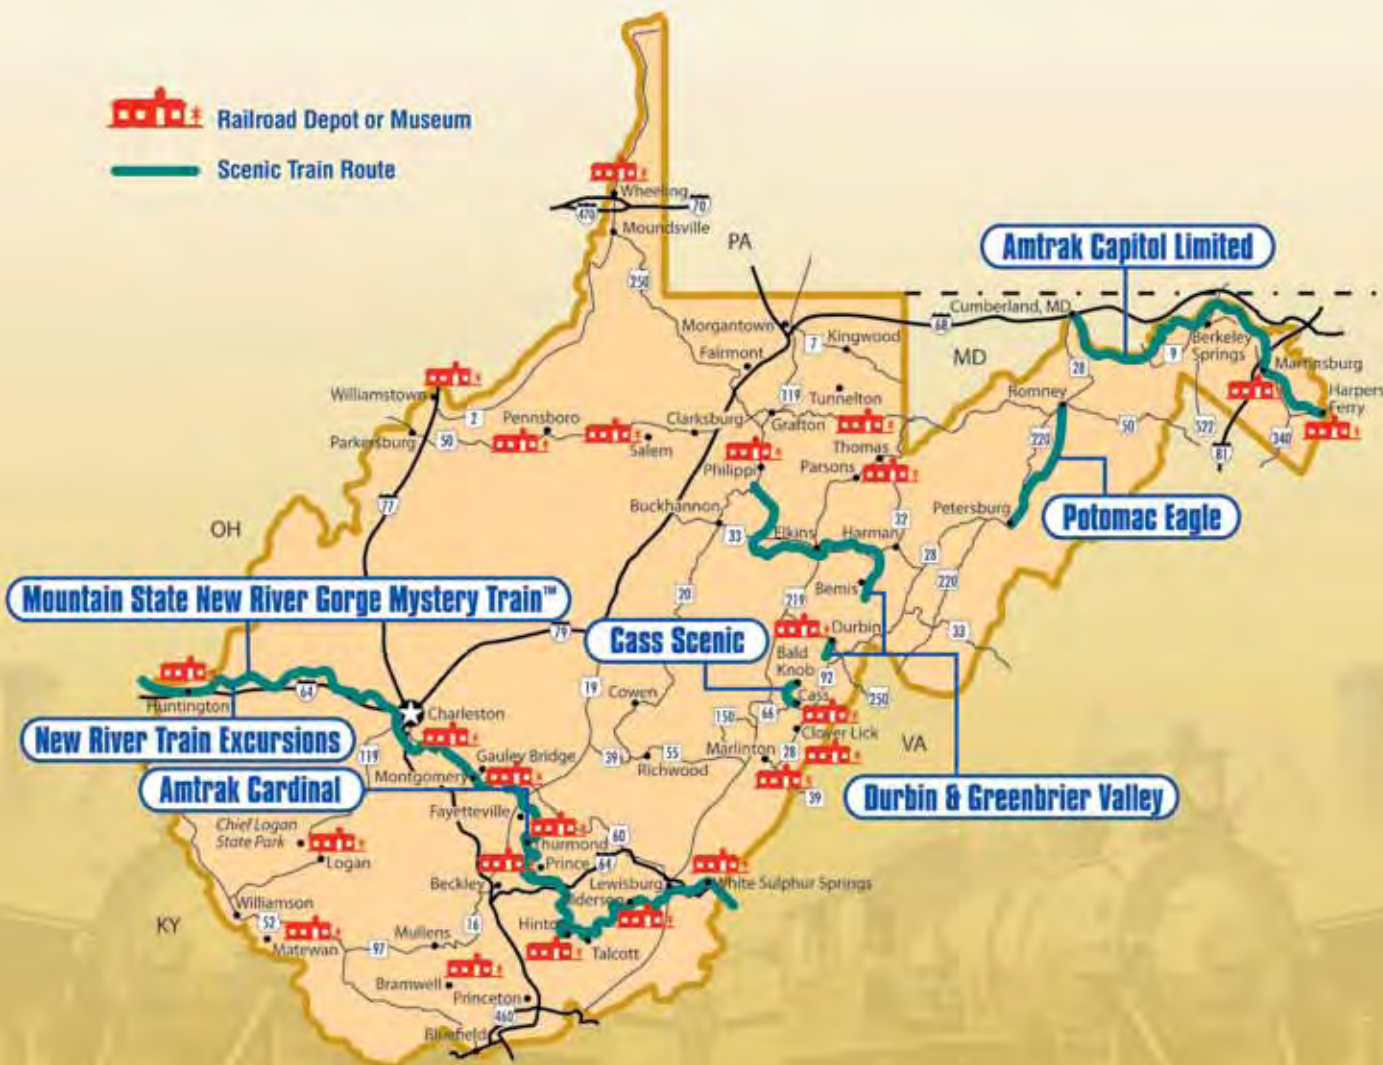 Railroad Depot or Museum
Scenic Train Route
Wheeling
470
70
Moundsville
PA
250
Amtrak Capitol Limited
Cumberland, MD
Morgantown
68
7
Kingwood
MD
Berkeley
Springs
9
28
Fairmont
Martinsburg
Williamstown
2
119
Tunnelton
Romney
Harpers
Ferry
Pennsboro
Clarksburg
Grafton
Parkersburg
50
Salem
Thomas
220
50
522
340
81
Philippi
Parsons
77
Buckhannon
Petersburg
Potomac Eagle
OH
33
Elkins
Harman
32
28
220
Mountain State New River Gorge Mystery Train™
20
Bemis
219
79
Cass Scenic
Durbin
33
Bald
Knob
92
250
64
Huntington
19
Cowen
Cass
Charleston
150
66
Clover Lick
VA
New River Train Excursions
119
Gauley Bridge
39
55
Marlinton
28
Richwood
Montgomery
Amtrak Cardinal
39
Durbin & Greenbrier Valley
Fayetteville
Chief Logan
State Park
60
Thurmond
Logan
Prince
64
Beckley
Lewisburg
White Sulphur Springs
Alderson
Williamson
KY
52
16
Hinton
Matewan
97
Mullens
Talcott
Bramwell
Princeton
460
Bluefield